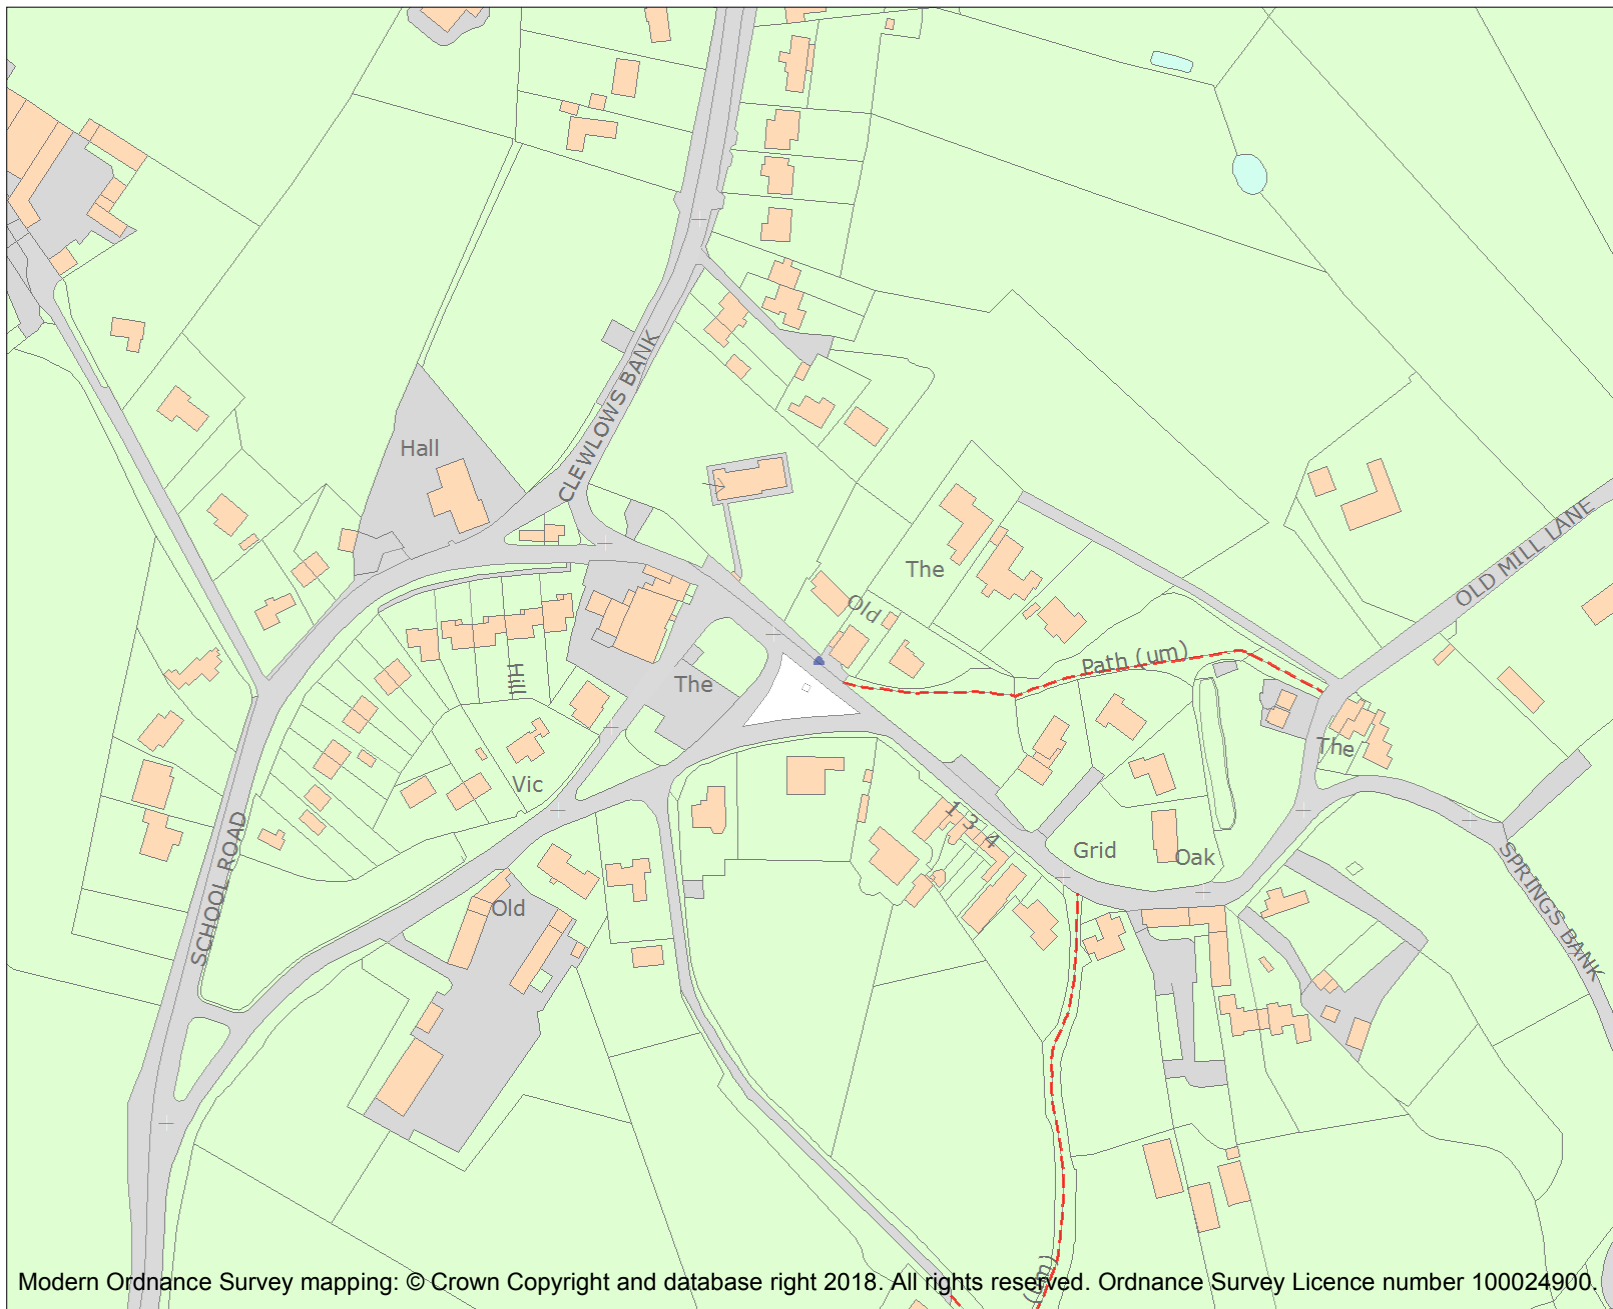 CLEWLOWS BANK
Hall
The
Old
OLD MILL LANE
Path (um)
Hill
The
The
Vic
1 3 4
SCHOOL ROAD
Grid
Oak
Old
SPRINGS BANK
(um)
Modern Ordnance Survey mapping: © Crown Copyright and database right 2018. All rights reserved. Ordnance Survey Licence number 100024900.